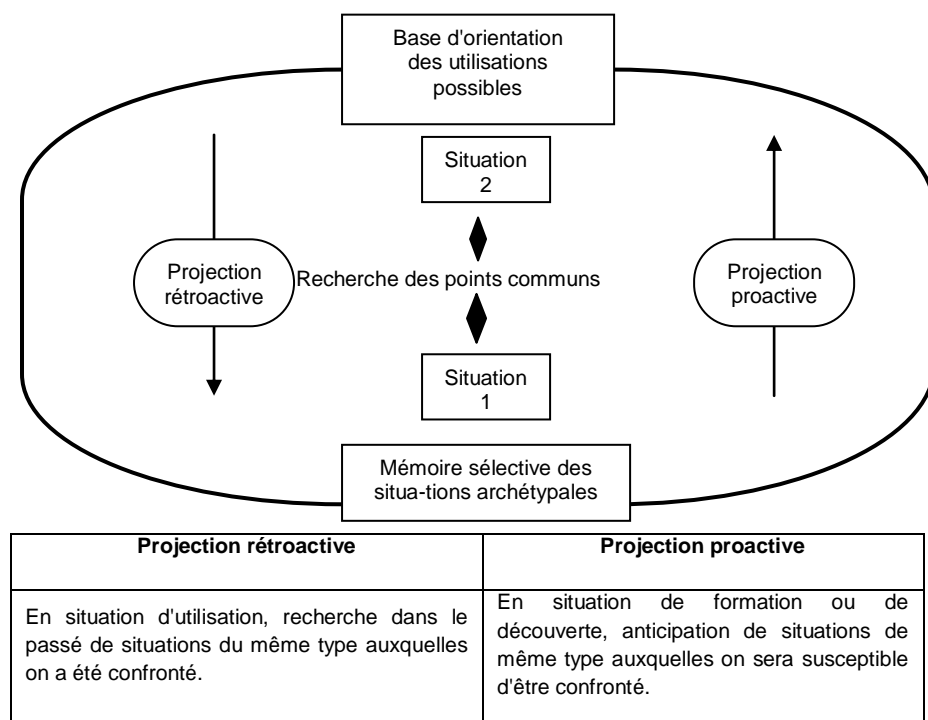 Base d'orientation
des utilisations
possibles
Situation
2
Projection
rétroactive
Recherche des points communs
Projection
proactive
Situation
1
Mémoire sélective des
situa-tions archétypales
Projection rétroactive
Projection proactive
En situation d'utilisation, recherche dans le
passé de situations du même type auxquelles
on a été confronté.
En situation de formation ou de
découverte, anticipation de situations de
même type auxquelles on sera susceptible
d'être confronté.